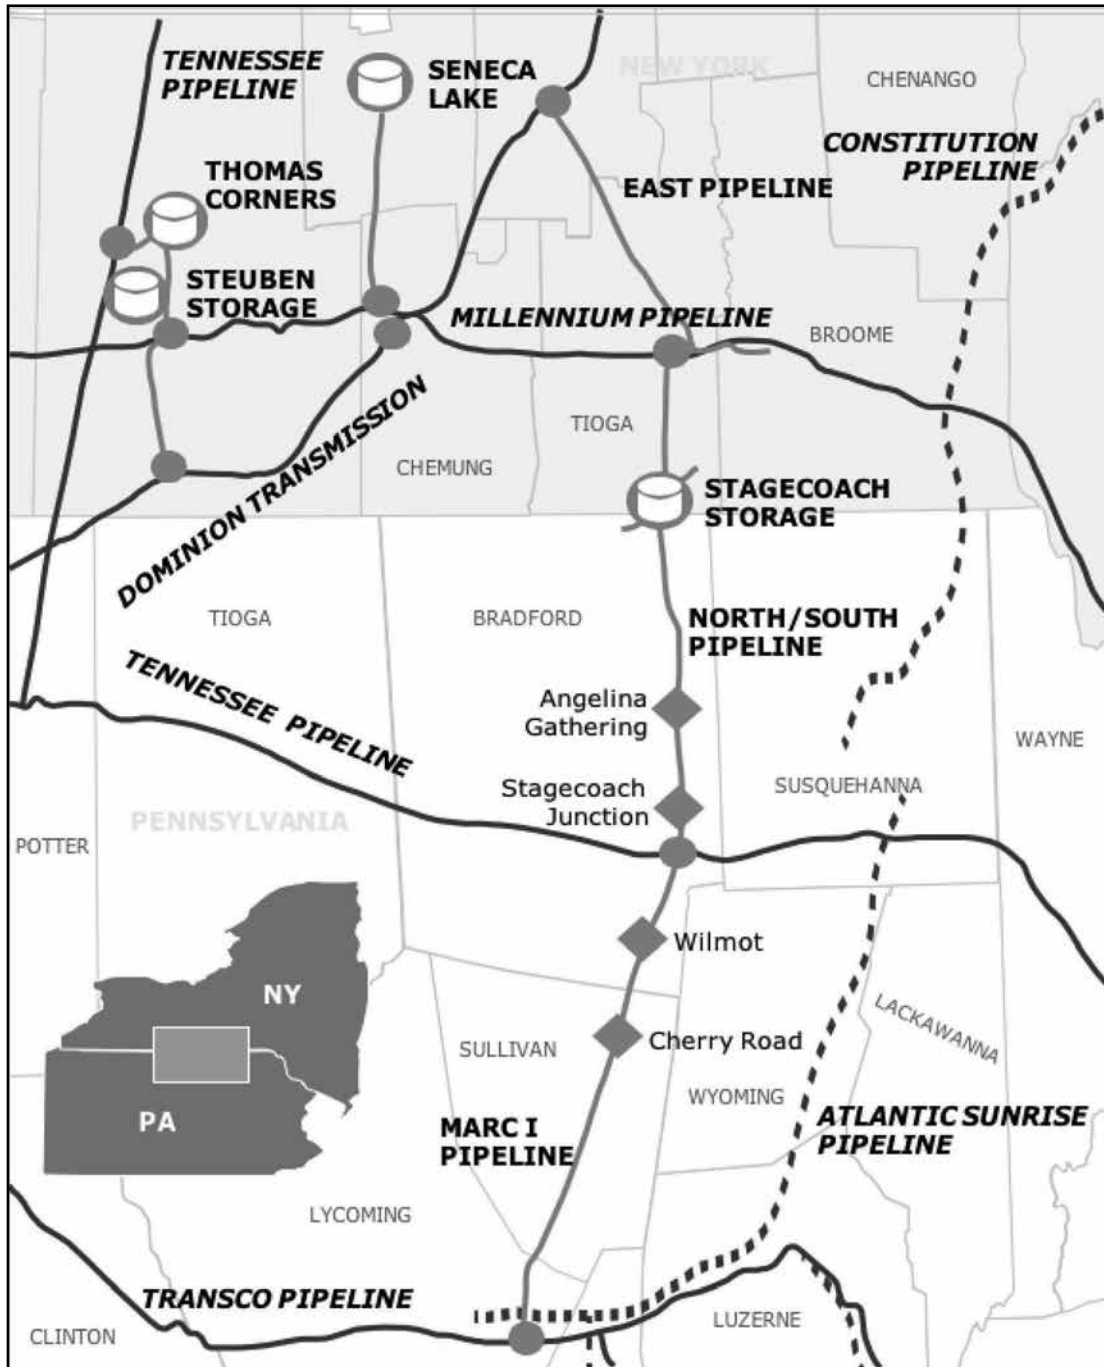 TENNESSEE
PIPELINE
SENECA
LAKE
NEW YORK
CHENANGO
CONSTITUTION
PIPELINE
THOMAS
CORNERS
EAST PIPELINE
STEUBEN
STORAGE
MILLENNIUM PIPELINE
BROOME
TIOGA
CHEMUNG
DOMINION TRANSMISSION
STAGECOACH
STORAGE
TIOGA
BRADFORD
NORTH/SOUTH
PIPELINE
TENNESSEE PIPELINE
Angelina
Gathering
WAYNE
Stagecoach
Junction
SUSQUEHANNA
PENNSYLVANIA
POTTER
Wilmot
NY
LACKAWANNA
Cherry Road
SULLIVAN
WYOMING
PA
MARC I
PIPELINE
ATLANTIC SUNRISE
PIPELINE
LYCOMING
TRANSCO PIPELINE
LUZERNE
CLINTON